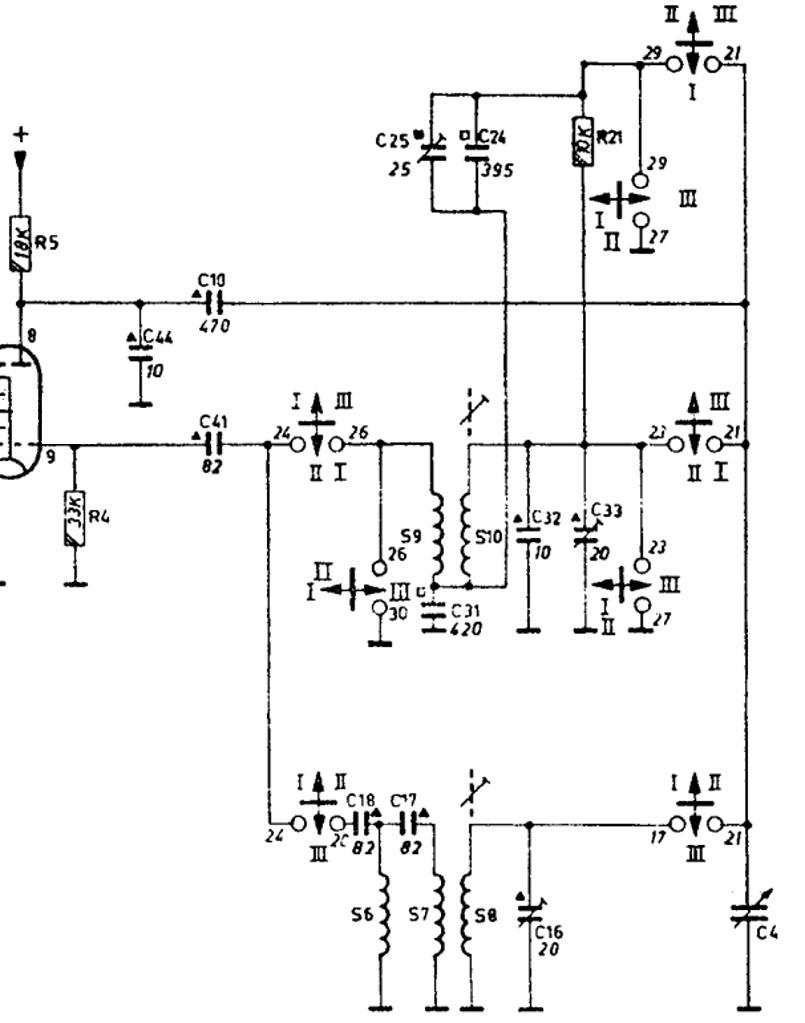 II III
29 21
I
+
C25 C24 R21
25 395 10K
29
III
I
II
27
18K R5
C10
470
8
C44
10
C41
82
I III
24 26
II I
III
23 21
II I
9
33K R4
S9 S10
C32 C33
10 20
26
II
I III
30
C31
420
23
III
I
II
27
I II
C18 C17
24
82 82
III
I II
17 21
III
S6 S7 S8
C16
20
C4